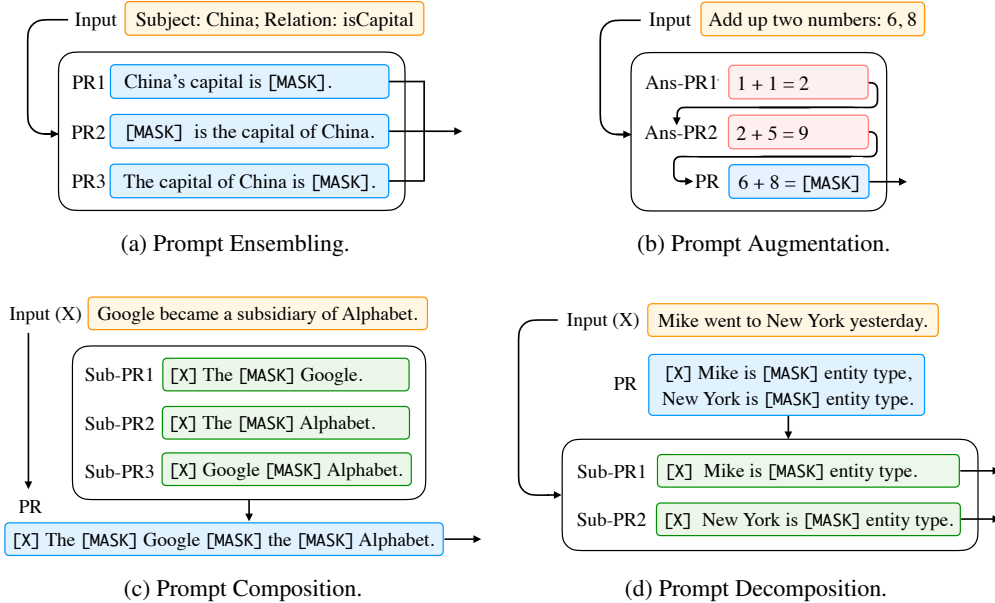 Input Subject: China; Relation: isCapital
PR1 China's capital is [MASK].
PR2 [MASK] is the capital of China.
PR3 The capital of China is [MASK].
(a) Prompt Ensembling.
Input Add up two numbers: 6, 8
Ans-PR1 1 + 1 = 2
Ans-PR2 2 + 5 = 9
PR 6 + 8 = [MASK]
(b) Prompt Augmentation.
Input (X) Google became a subsidiary of Alphabet.
Sub-PR1 [X] The [MASK] Google.
Sub-PR2 [X] The [MASK] Alphabet.
Sub-PR3 [X] Google [MASK] Alphabet.
PR
[X] The [MASK] Google [MASK] the [MASK] Alphabet.
(c) Prompt Composition.
Input (X) Mike went to New York yesterday.
PR [X] Mike is [MASK] entity type,
New York is [MASK] entity type.
Sub-PR1 [X] Mike is [MASK] entity type.
Sub-PR2 [X] New York is [MASK] entity type.
(d) Prompt Decomposition.